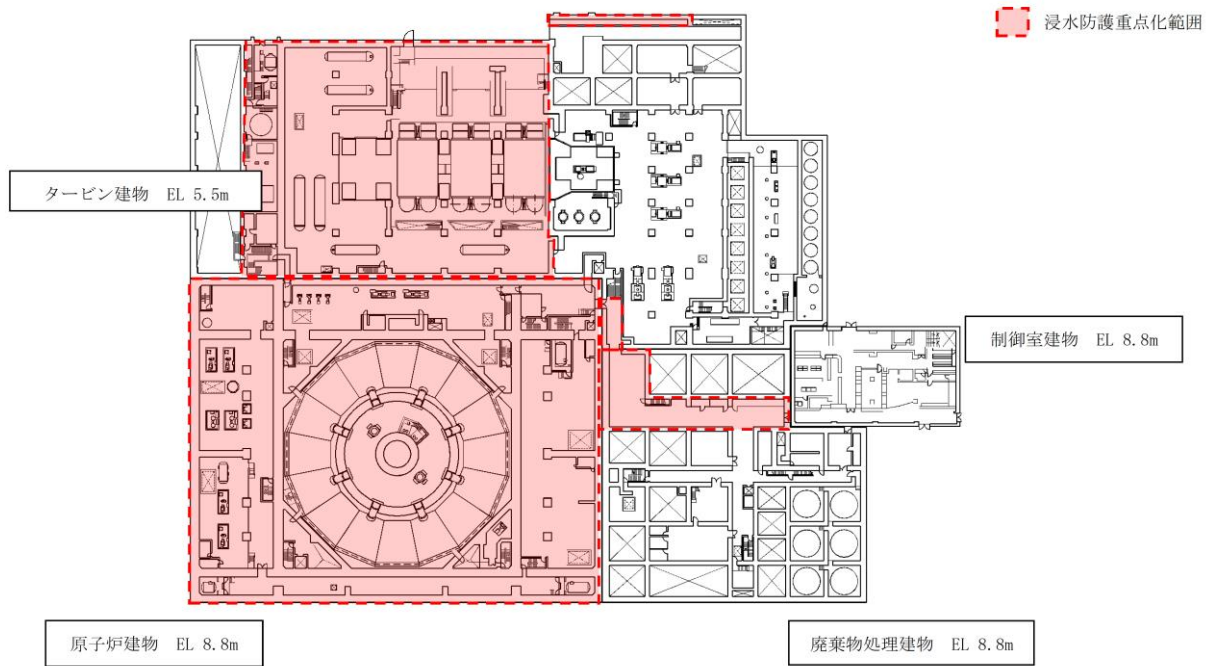 浸水防護重点化範囲
タービン建物 EL 5.5m
制御室建物 EL 8.8m
原子炉建物 EL 8.8m
廃棄物処理建物 EL 8.8m